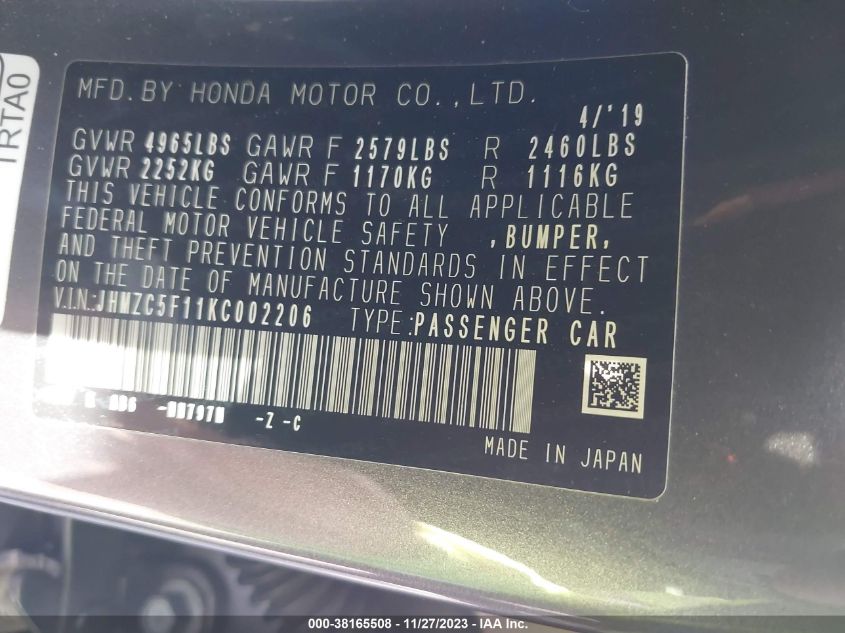 TRTA0
MFD. BY HONDA MOTOR CO., LTD.
4/'19
GVWR 4965LBS GAWR F 2579LBS R 2460LBS
GVWR 2252KG GAWR F 1170KG R 1116KG
THIS VEHICLE CONFORMS TO ALL APPLICABLE
FEDERAL MOTOR VEHICLE SAFETY ,BUMPER,
AND THEFT PREVENTION STANDARDS IN EFFECT
ON THE DATE OF MANUFACTURE SHOWN ABOVE.
V.I.N.:JHMZC5F11KC002206 TYPE:PASSENGER CAR
-Z -C
MADE IN JAPAN
000-38165508 - 11/27/2023 - IAA Inc.